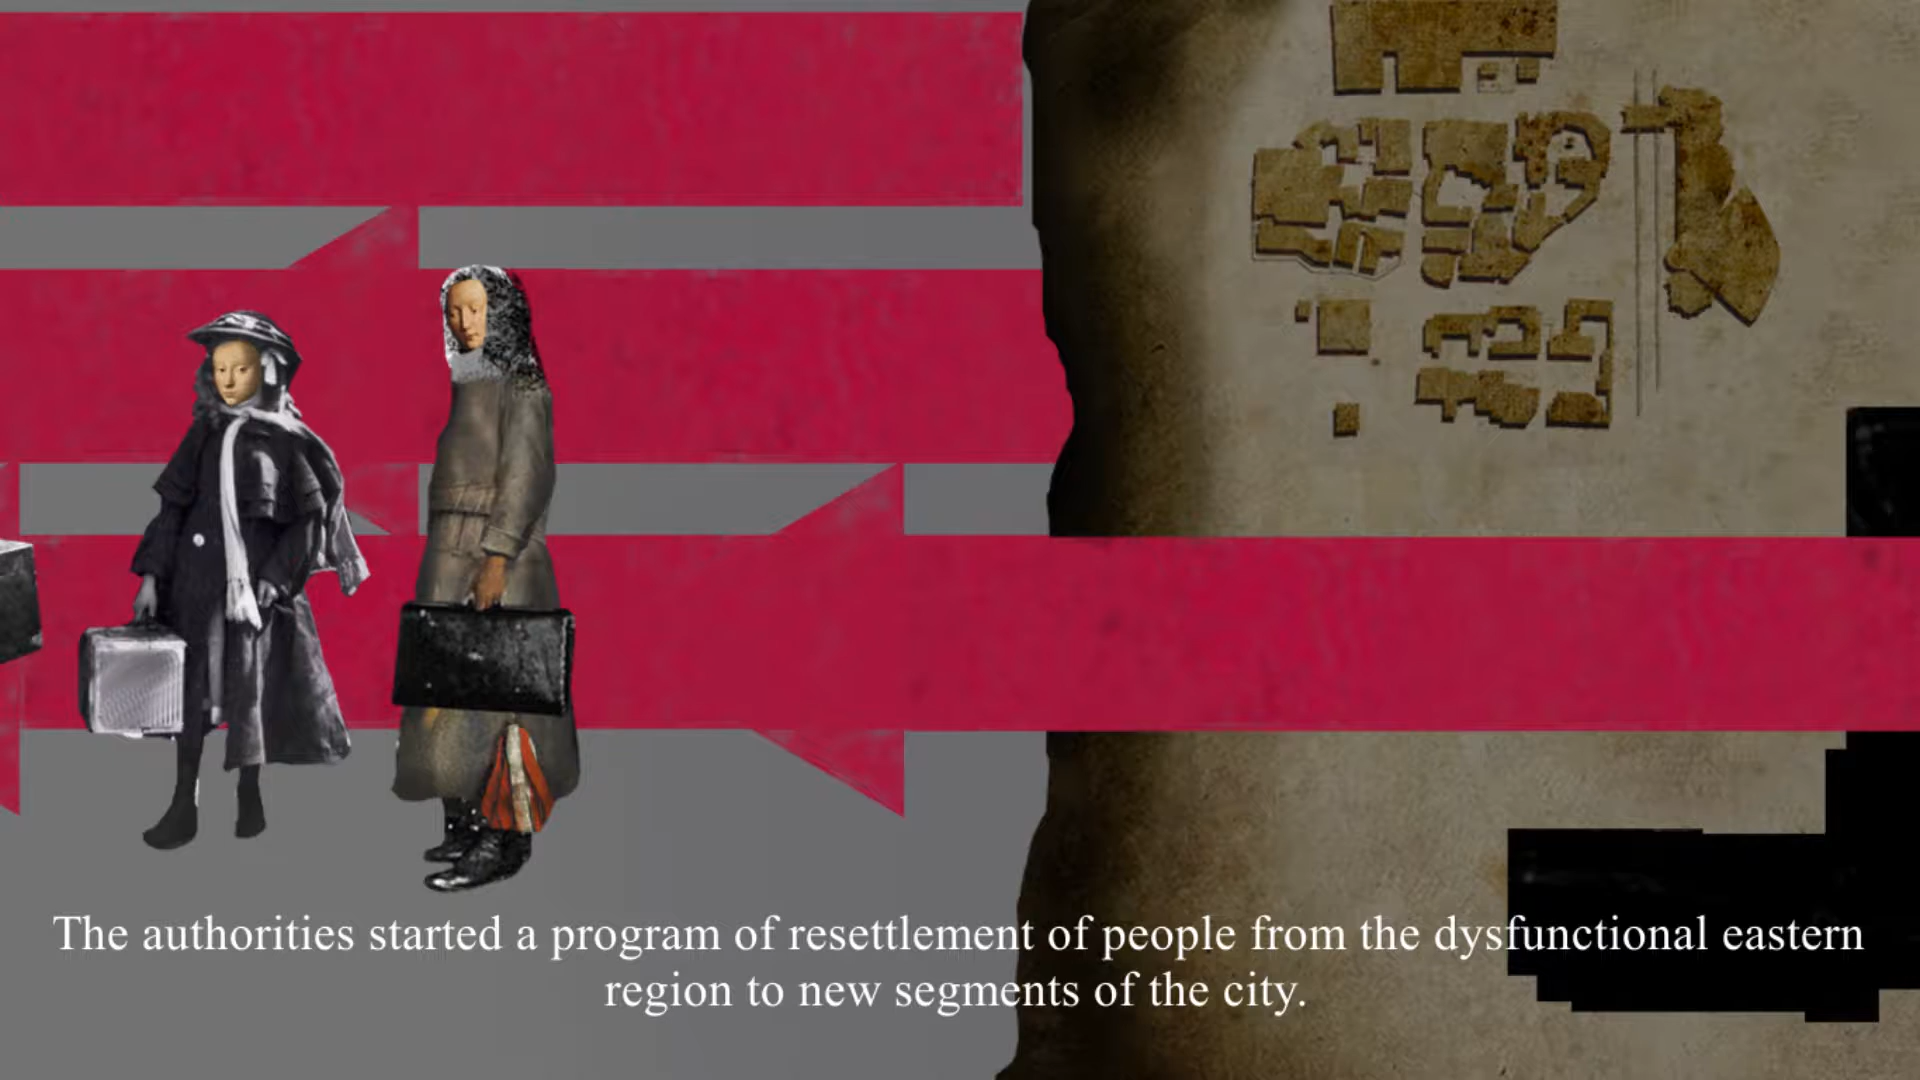 The authorities started a program of resettlement of people from the dysfunctional eastern
region to new segments of the city.